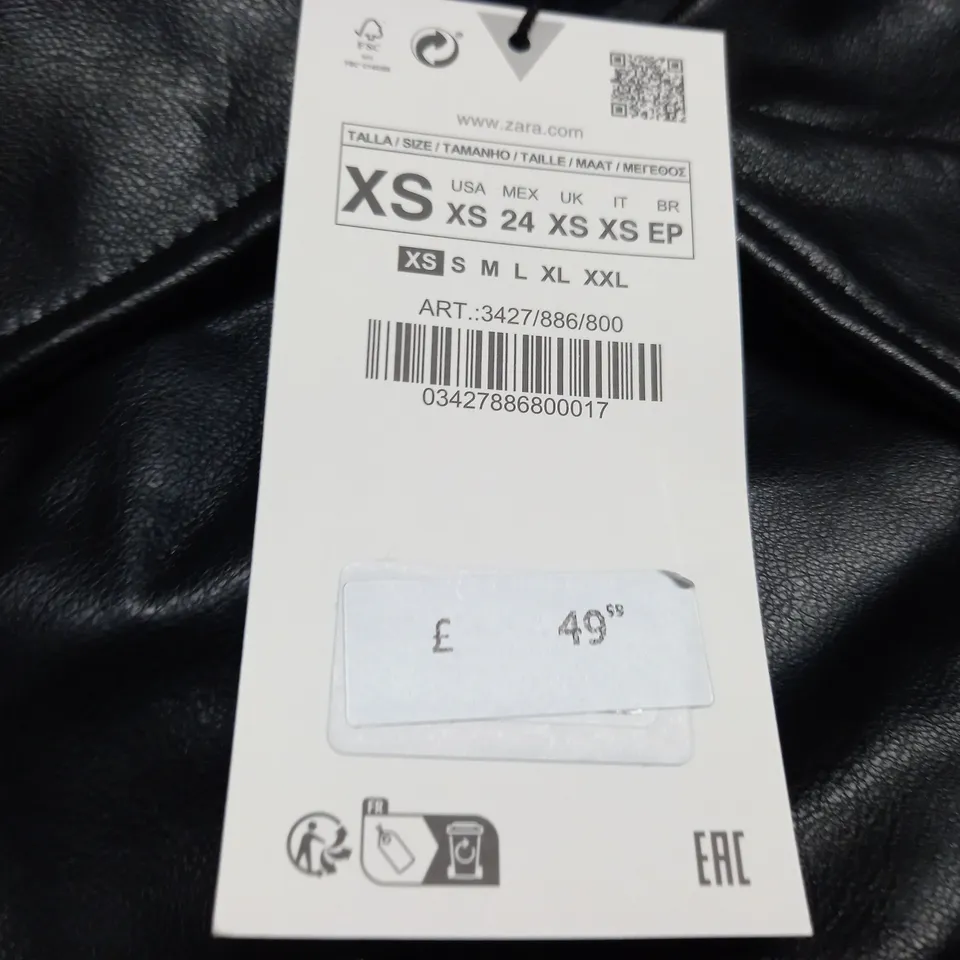 FSC
www.zara.com
TALLA / SIZE / TAMANHO / TAILLE / MAAT / ΜΕΓΕΘΟΣ
XS USA MEX UK IT BR
XS 24 XS XS EP
XS S M L XL XXL
ART.:3427/886/800
03427886800017
£ 49⁹⁹
FR
EAC